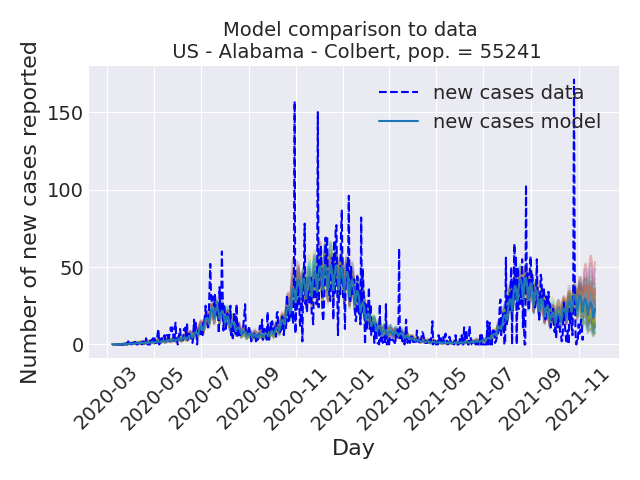 Model comparison to data
US - Alabama - Colbert, pop. = 55241
Number of new cases reported
150
100
50
0
new cases data
new cases model
2020-03
2020-05
2020-07
2020-09
2020-11
2021-01
2021-03
2021-05
2021-07
2021-09
2021-11
Day